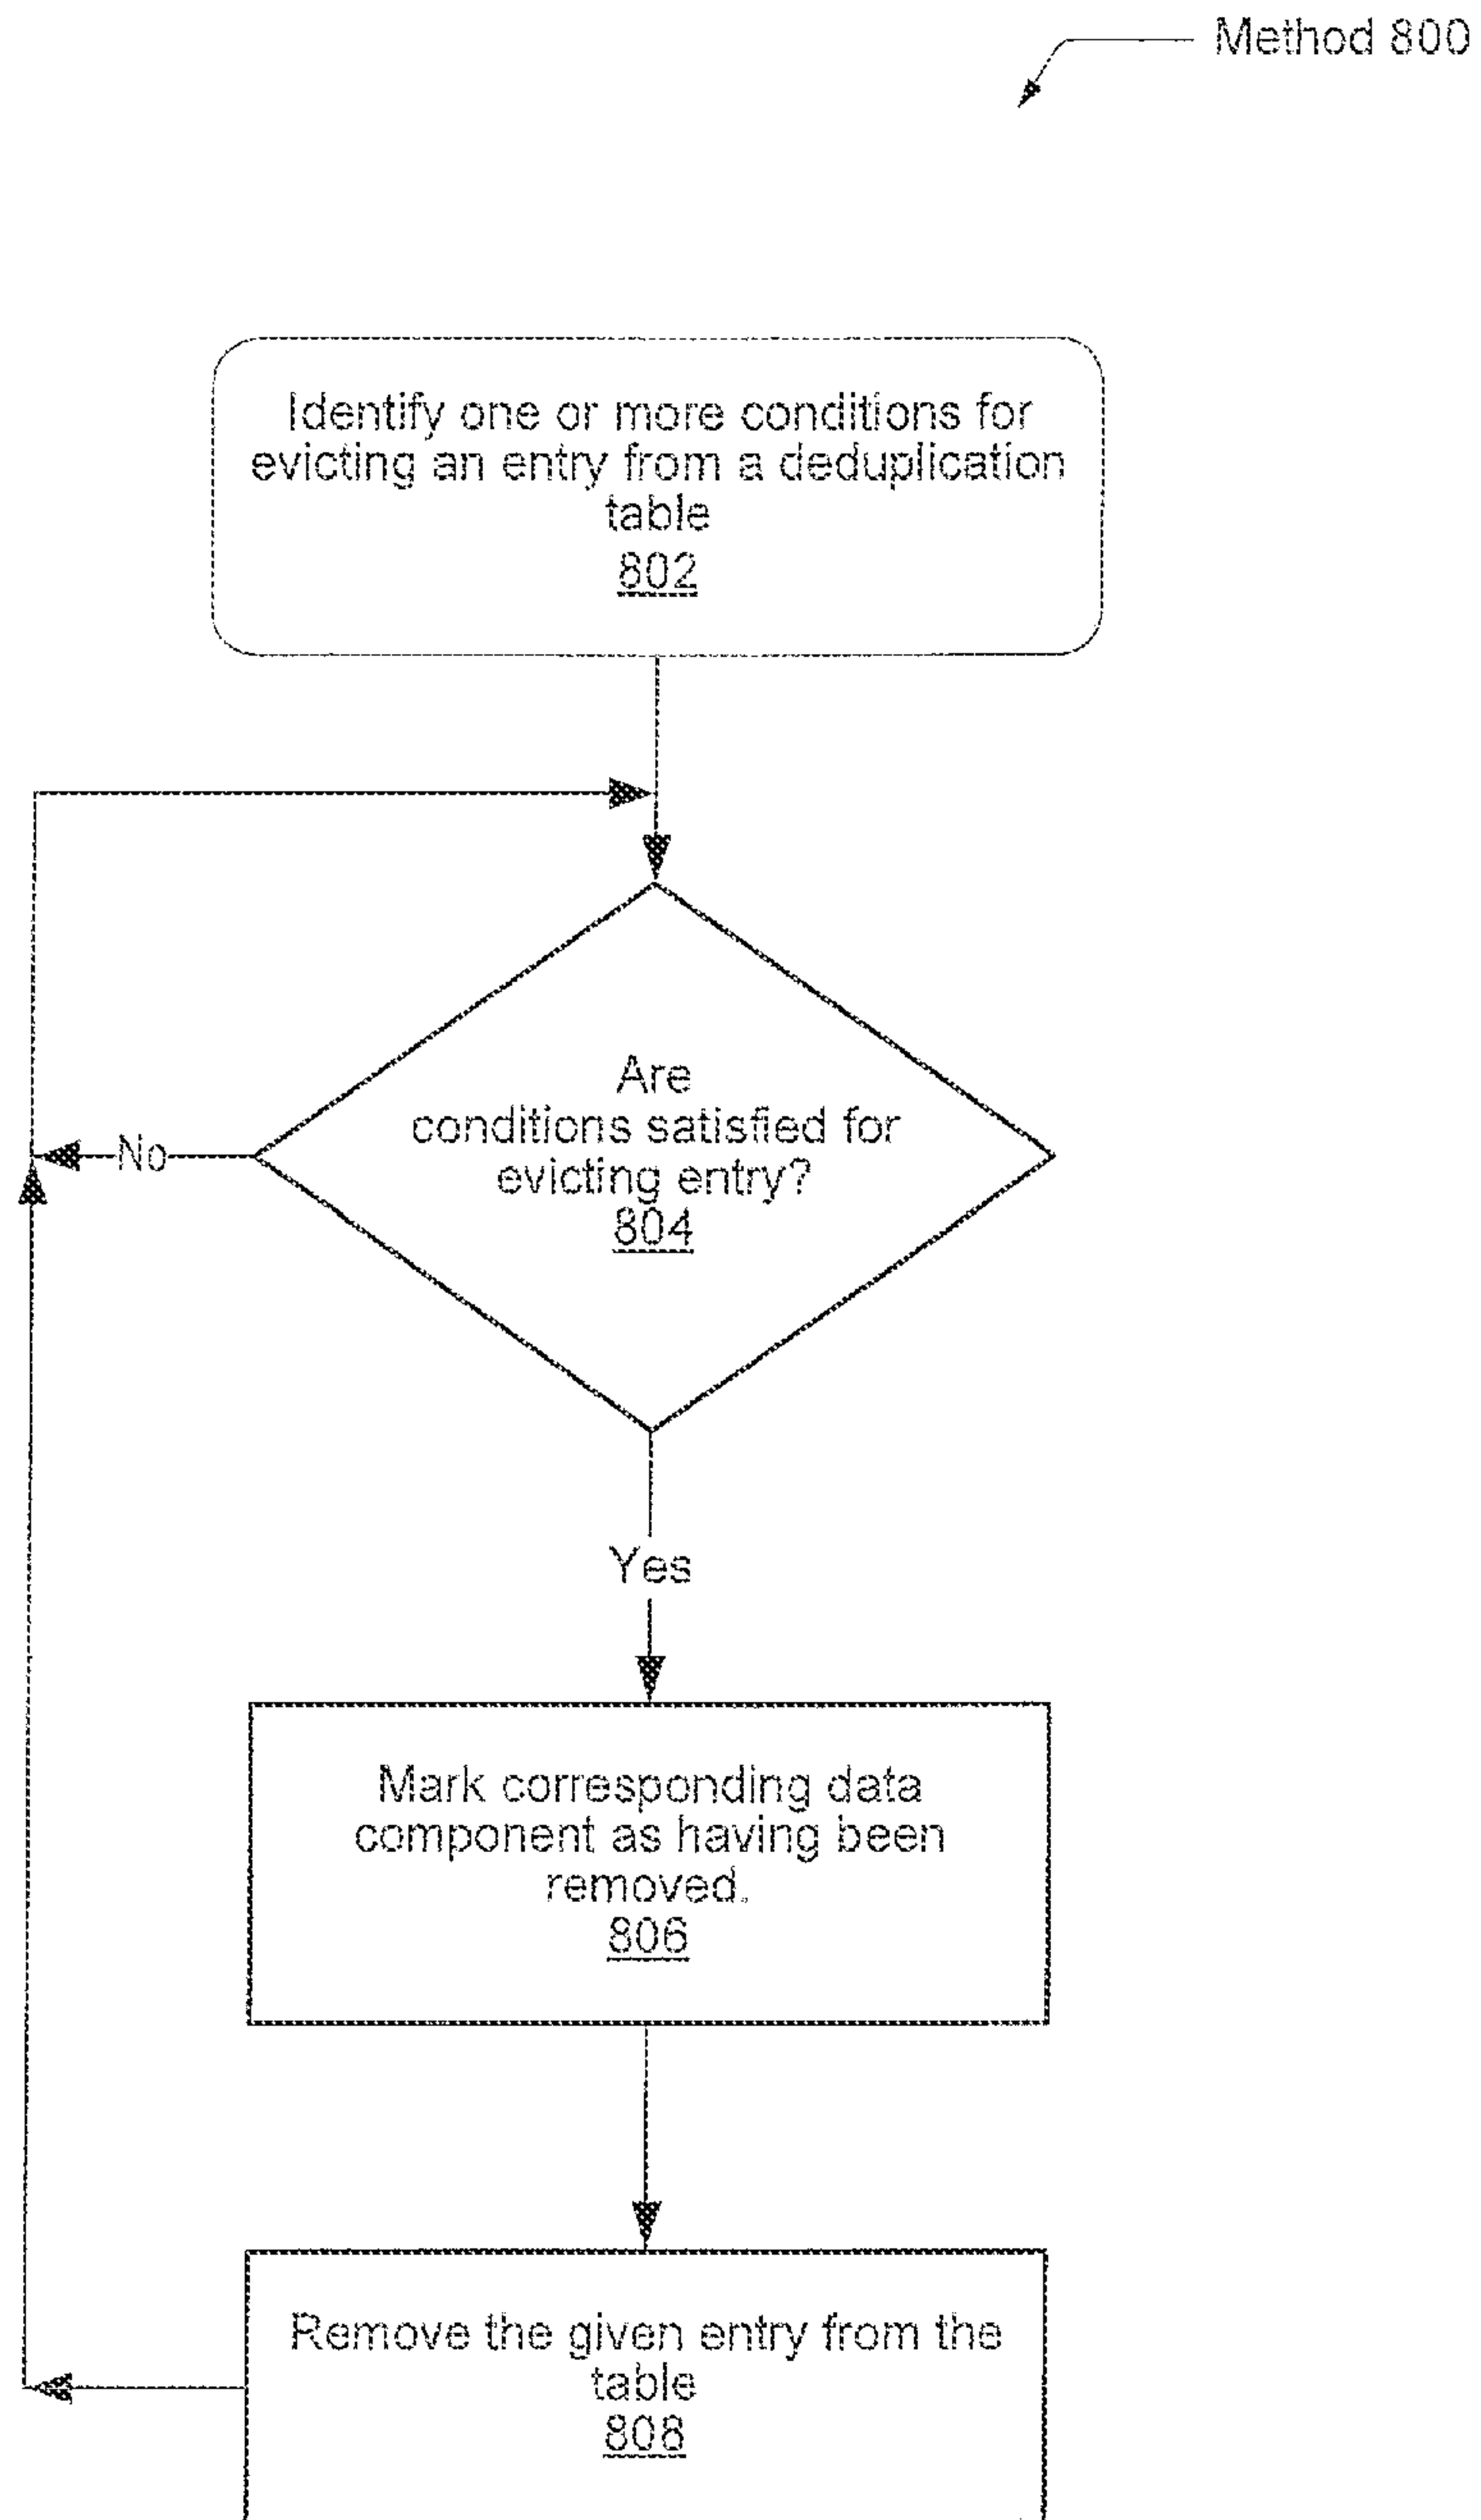 Method 800
Identify one or more conditions for
evicting an entry from a deduplication
table
802
Are
conditions satisfied for
evicting entry?
804
No
Yes
Mark corresponding data
component as having been
removed.
806
Remove the given entry from the
table
808